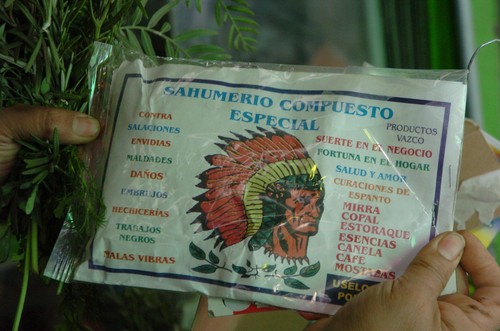 SAHUMERIO COMPUESTO
ESPECIAL
CONTRA
SALACIONES
ENVIDIAS
MALDADES
DAÑOS
EMBRUJOS
HECHICERIAS
TRABAJOS
NEGROS
MALAS VIBRAS
PRODUCTOS
VAZCO
SUERTE EN EL NEGOCIO
FORTUNA EN EL HOGAR
SALUD Y AMOR
CURACIONES DE
ESPANTO
MIRRA
COPAL
ESTORAQUE
ESENCIAS
CANELA
CAFE
MOSTAZAS
USELO